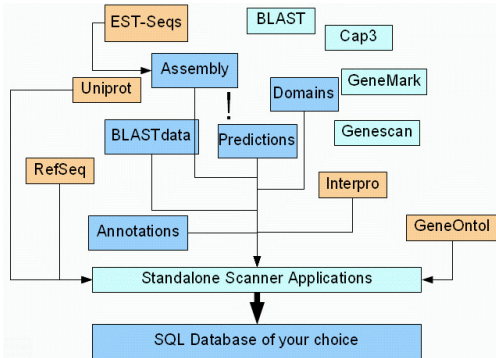 EST-Seqs
BLAST
Cap3
Assembly
GeneMark
Uniprot
Domains
!
BLASTdata
Predictions
Genescan
RefSeq
Interpro
Annotations
GeneOntol
Standalone Scanner Applications
SQL Database of your choice